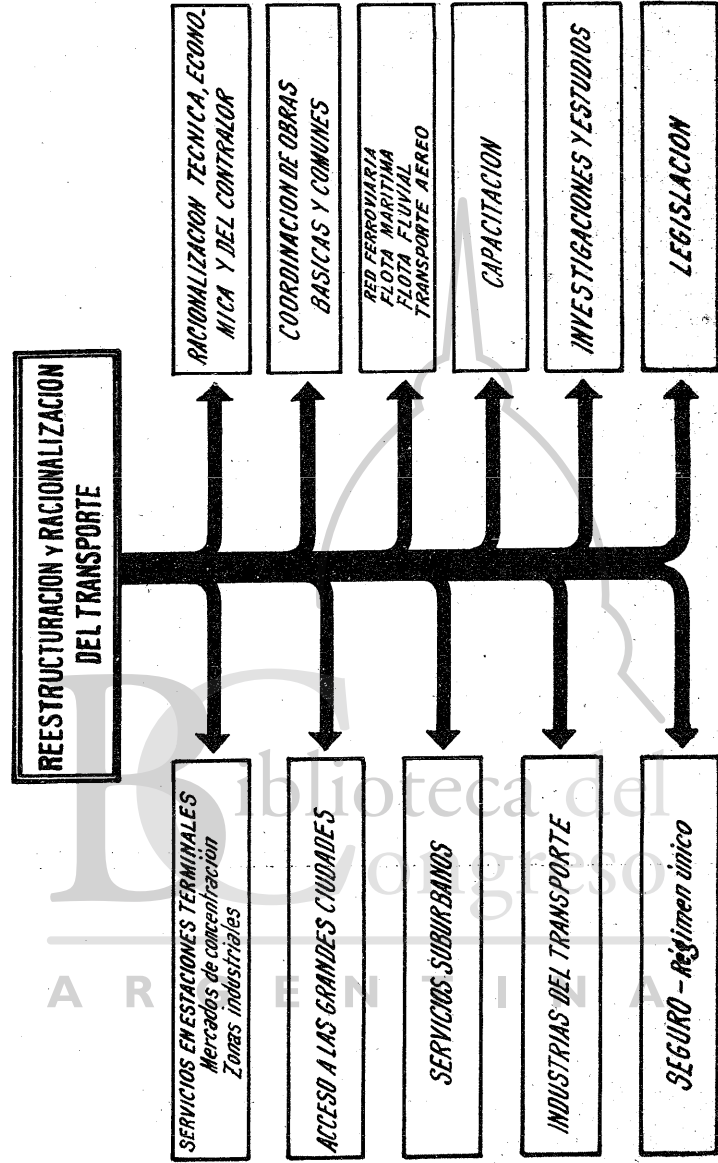 REESTRUCTURACION Y RACIONALIZACION
DEL TRANSPORTE
SERVICIOS EN ESTACIONES TERMINALES
Mercados de concentración
Zonas industriales
ACCESO A LAS GRANDES CIUDADES
SERVICIOS SUBURBANOS
INDUSTRIAS DEL TRANSPORTE
SEGURO - Régimen único
RACIONALIZACION TECNICA, ECONO-
MICA Y DEL CONTRALOR
COORDINACION DE OBRAS
BASICAS Y COMUNES
RED FERROVIARIA
FLOTA MARITIMA
FLOTA FLUVIAL
TRANSPORTE AEREO
CAPACITACION
INVESTIGACIONES Y ESTUDIOS
LEGISLACION
Biblioteca del
Congreso
ARGENTINA